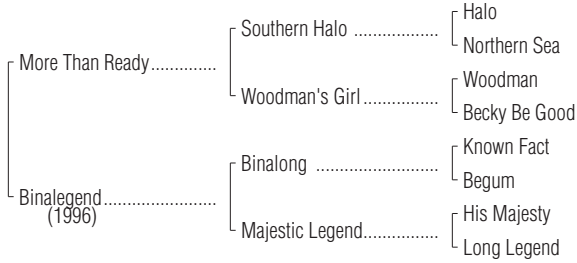 Halo
Southern Halo ..................
Northern Sea
More Than Ready..............
Woodman
Woodman's Girl................
Becky Be Good
Known Fact
Binalong ..........................
Begum
Binalegend........................
(1996)
His Majesty
Majestic Legend................
Long Legend